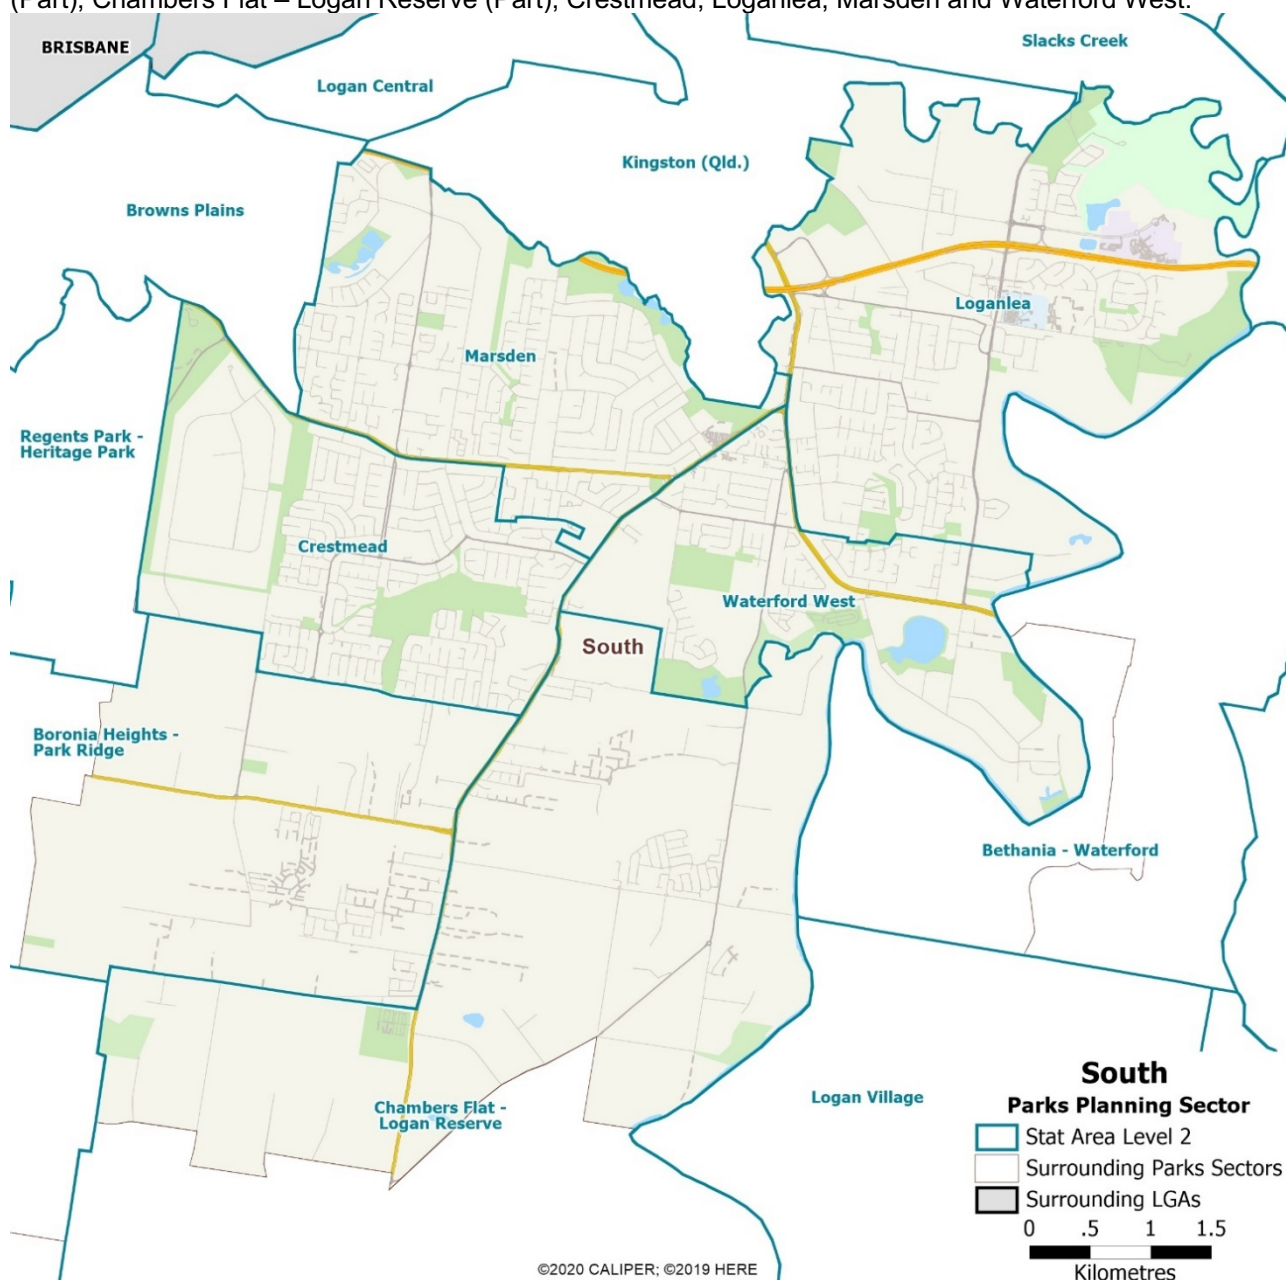 (Part), Chambers Flat – Logan Reserve (Part), Crestmead, Loganlea, Marsden and Waterford West.
BRISBANE
Slacks Creek
Logan Central
Kingston (Qld.)
Browns Plains
Loganlea
Marsden
Regents Park -
Heritage Park
Crestmead
Waterford West
South
Boronia Heights -
Park Ridge
Bethania - Waterford
Chambers Flat -
Logan Reserve
Logan Village
South
Parks Planning Sector
Stat Area Level 2
Surrounding Parks Sectors
Surrounding LGAs
0 .5 1 1.5
Kilometres
©2020 CALIPER; ©2019 HERE